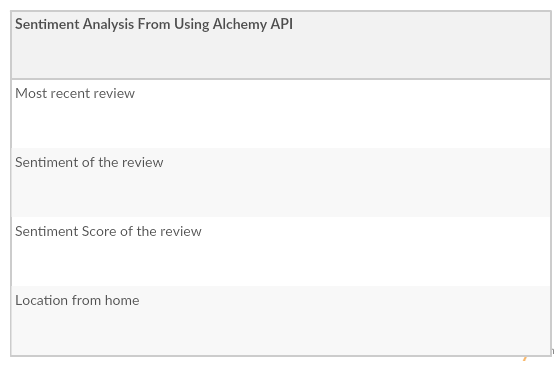 Sentiment Analysis From Using Alchemy API
Most recent review
Sentiment of the review
Sentiment Score of the review
Location from home